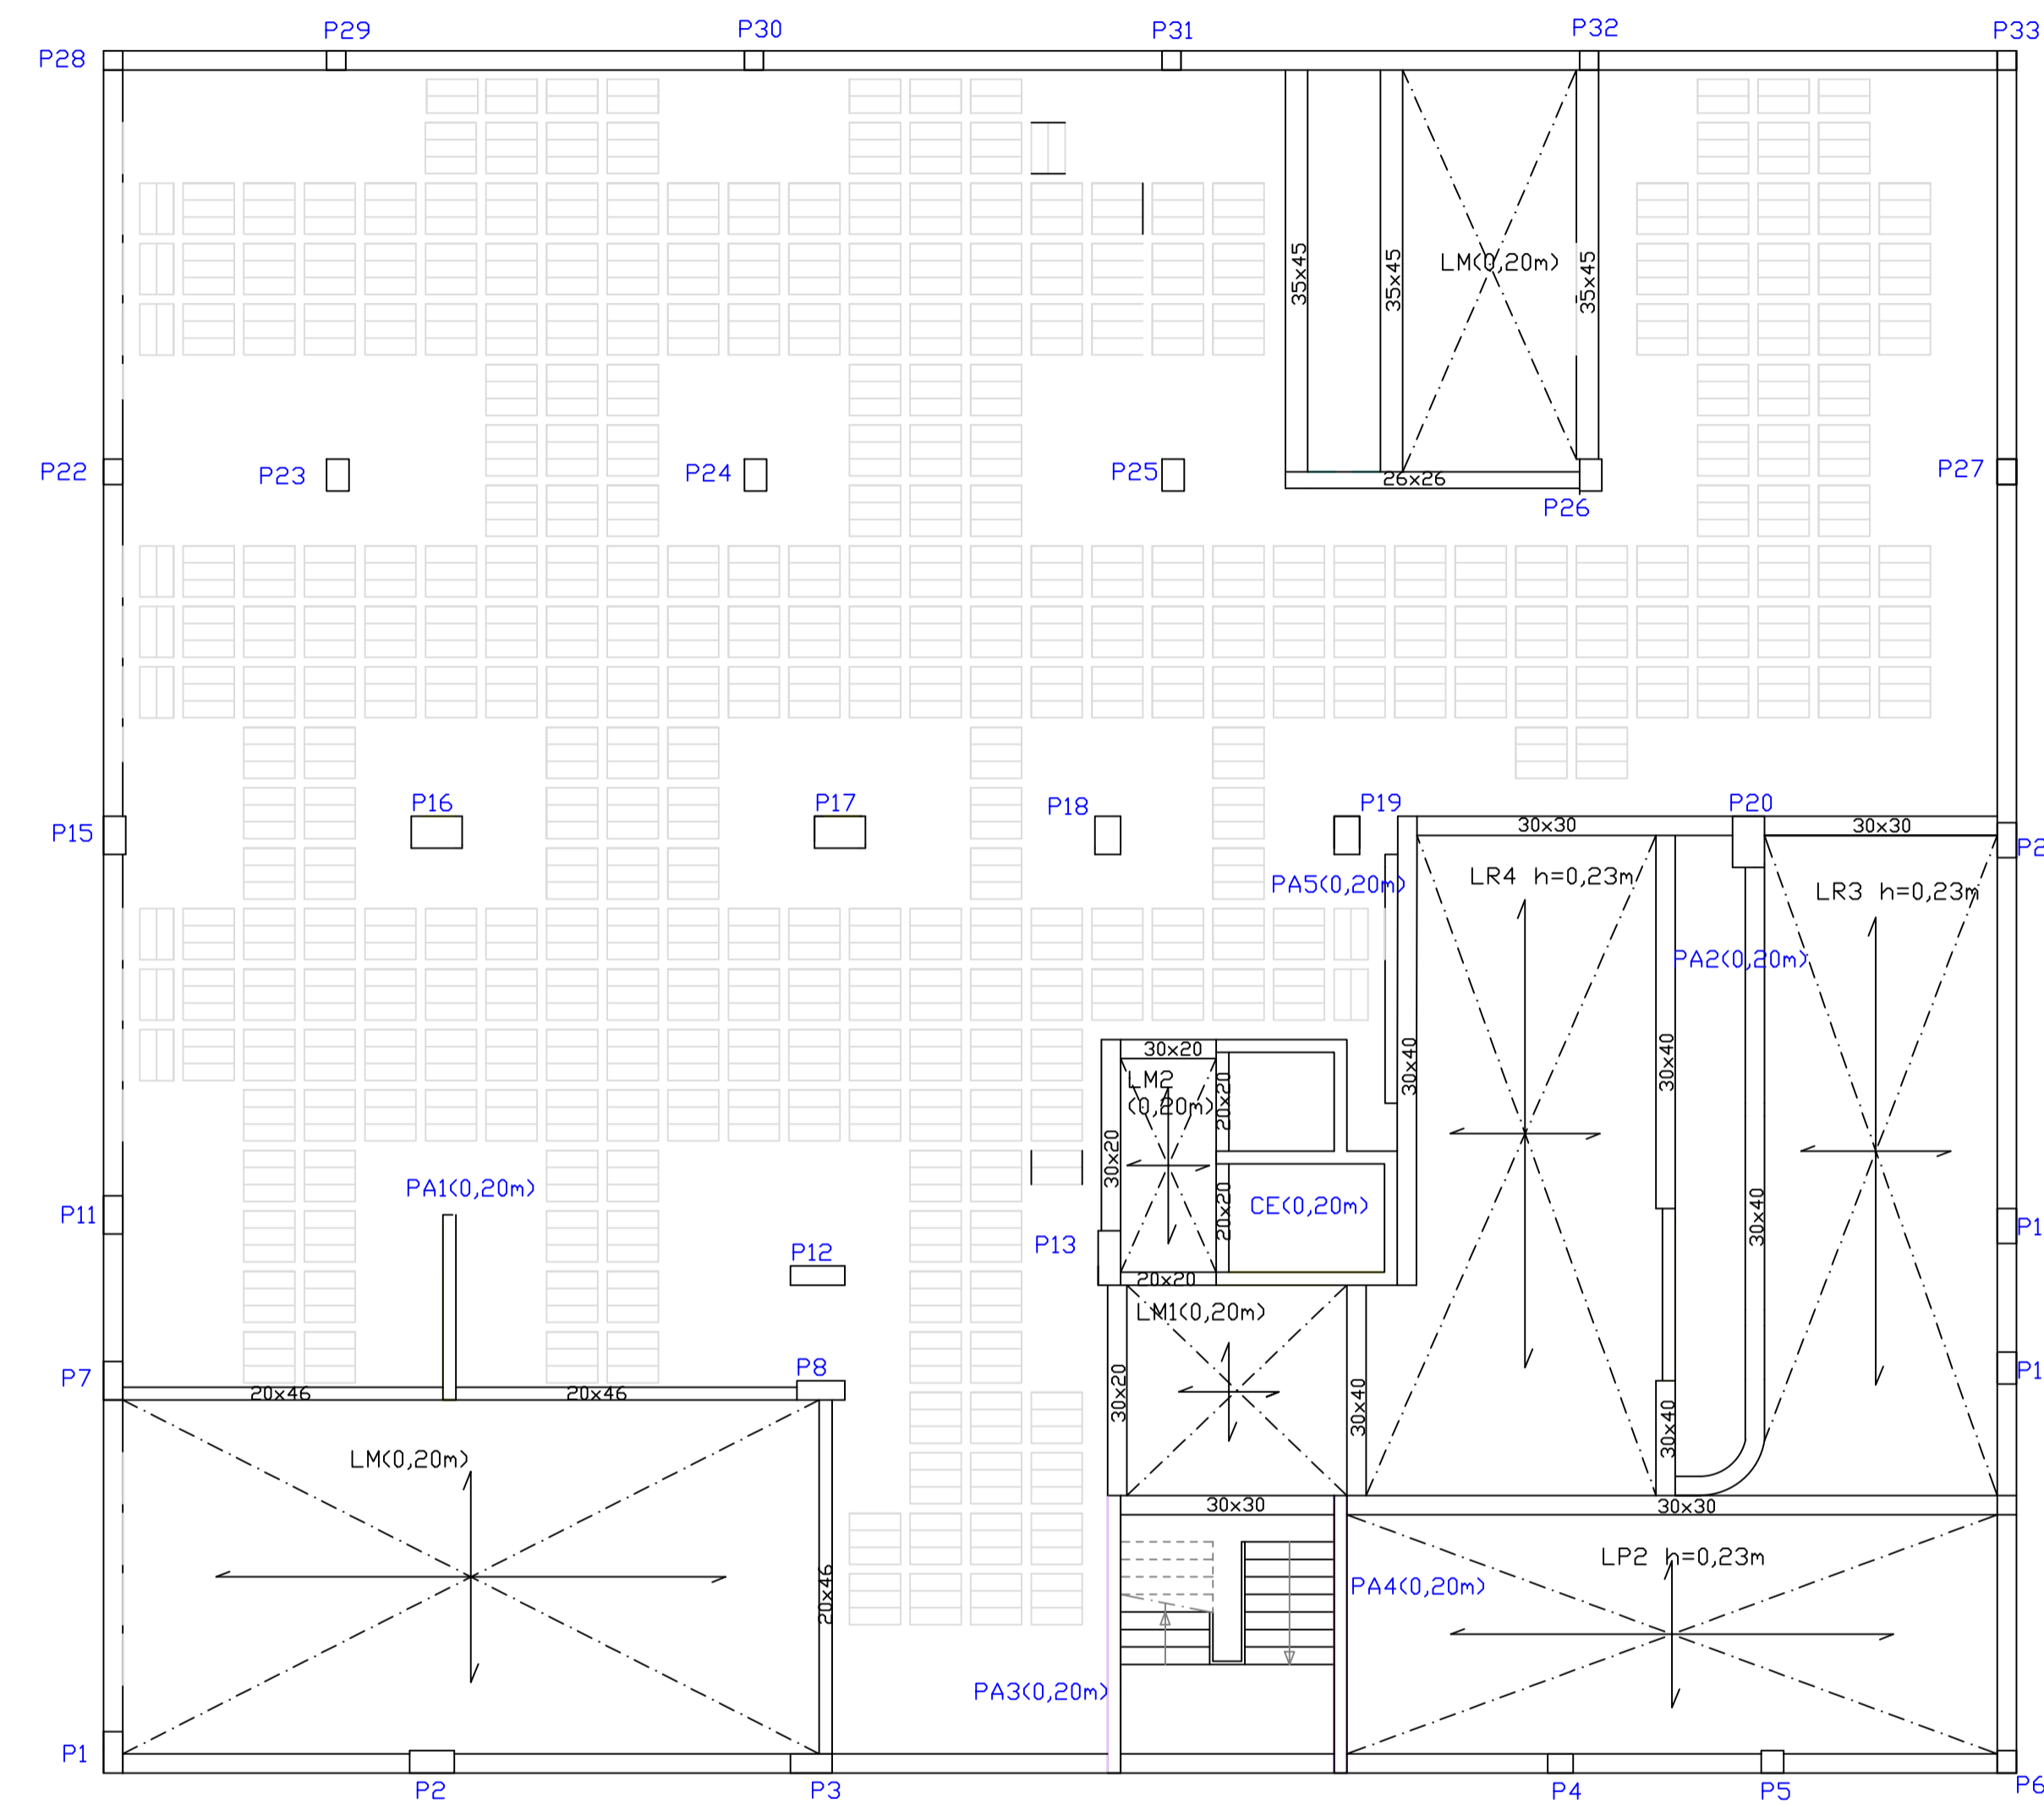 P29
P30
P31
P32
P33
P28
35x45
35x45
LM(0,20m)
35x45
P22
P23
P24
P25
26x26
P26
P27
P16
P17
P18
P19
P20
P15
30x30
30x30
P2
PA5(0,20m)
LR4 h=0,23m
LR3 h=0,23m
PA2(0,20m)
30x20
30x40
30x40
LM2
(0,20m)
20x20
30x20
PA1(0,20m)
CE(0,20m)
20x20
30x40
P11
P12
P13
P1
20x20
LM1(0,20m)
P7
P8
P1
20x46
20x46
30x20
30x40
30x40
LM(0,20m)
30x30
30x30
20x46
LP2 h=0,23m
PA4(0,20m)
PA3(0,20m)
P1
P2
P3
P4
P5
P6